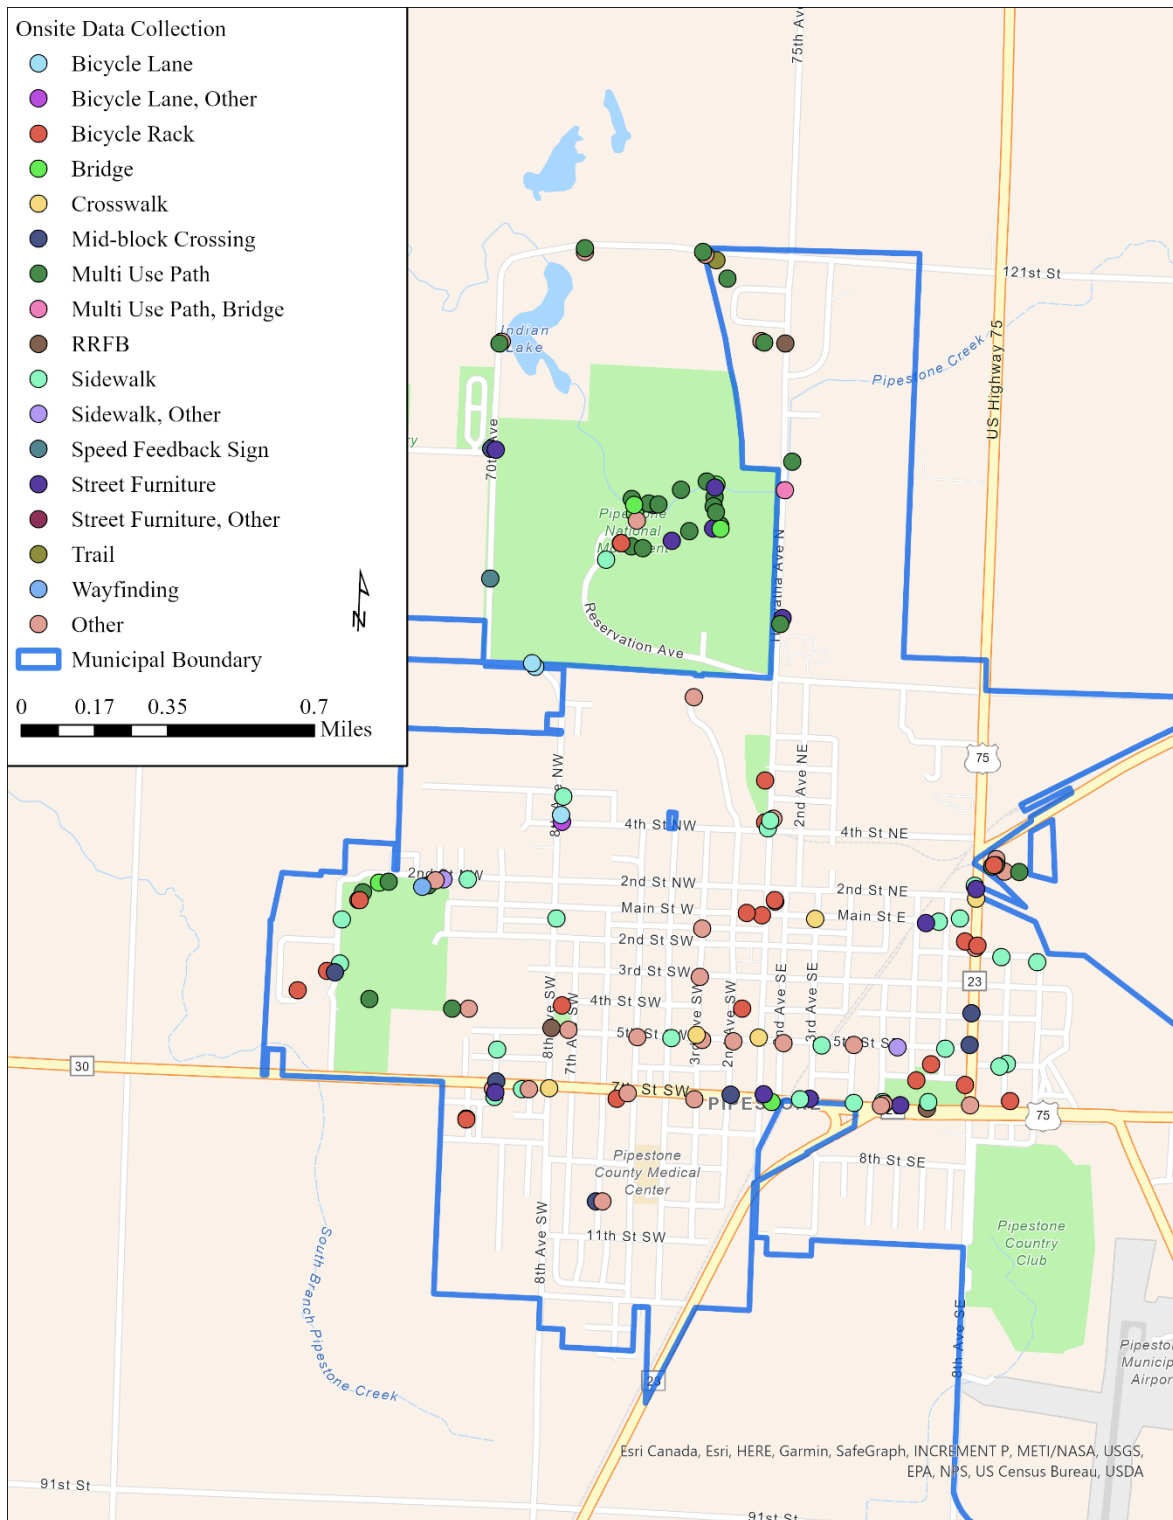 Onsite Data Collection
Bicycle Lane
Bicycle Lane, Other
Bicycle Rack
Bridge
Crosswalk
Mid-block Crossing
Multi Use Path
Multi Use Path, Bridge
RRFB
Sidewalk
Sidewalk, Other
Speed Feedback Sign
Street Furniture
Street Furniture, Other
Trail
Wayfinding
Other
Municipal Boundary
N
0 0.17 0.35 0.7
Miles
75th Ave
121st St
US Highway 75
Pipestone Creek
Indian
Lake
70th Ave
Pipestone
National
Reservation Ave
Ave N
75
2nd Ave NE
NW
4th St NW
4th St NE
2nd St NW
2nd St NE
Main St W
Main St E
2nd St SW
3rd St SW
4th St SW
23
8th Ave SW
7th
3rd Ave SW
2nd Ave SW
3rd Ave SE
30
7th St SW
PIPESTONE
75
8th St SE
Pipestone
County Medical
Center
11th St SW
8th Ave SW
Pipestone
Country
Club
8th Ave SE
South Branch Pipestone Creek
23
91st St
91st St
Esri Canada, Esri, HERE, Garmin, SafeGraph, INCREMENT P, METI/NASA, USGS,
EPA, NPS, US Census Bureau, USDA